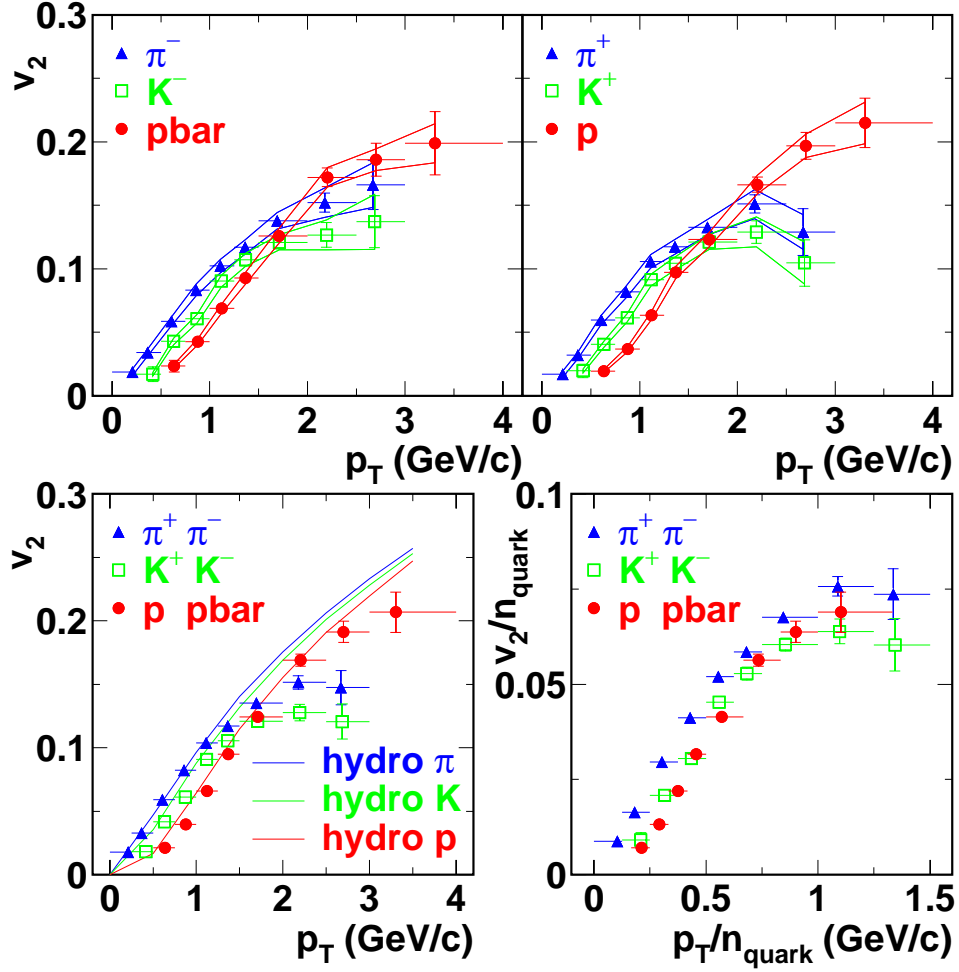 0.3
v2
0.2
0.1
0
π−
K−
pbar
0 1 2 3 4
pT (GeV/c)
π+
K+
p
0 1 2 3 4
pT (GeV/c)
0.3
v2
0.2
0.1
0
π+ π−
K+ K−
p pbar
hydro π
hydro K
hydro p
0 1 2 3 4
pT (GeV/c)
0.1
v2/nquark
0.05
0
π+ π−
K+ K−
p pbar
0 0.5 1 1.5
pT/nquark (GeV/c)